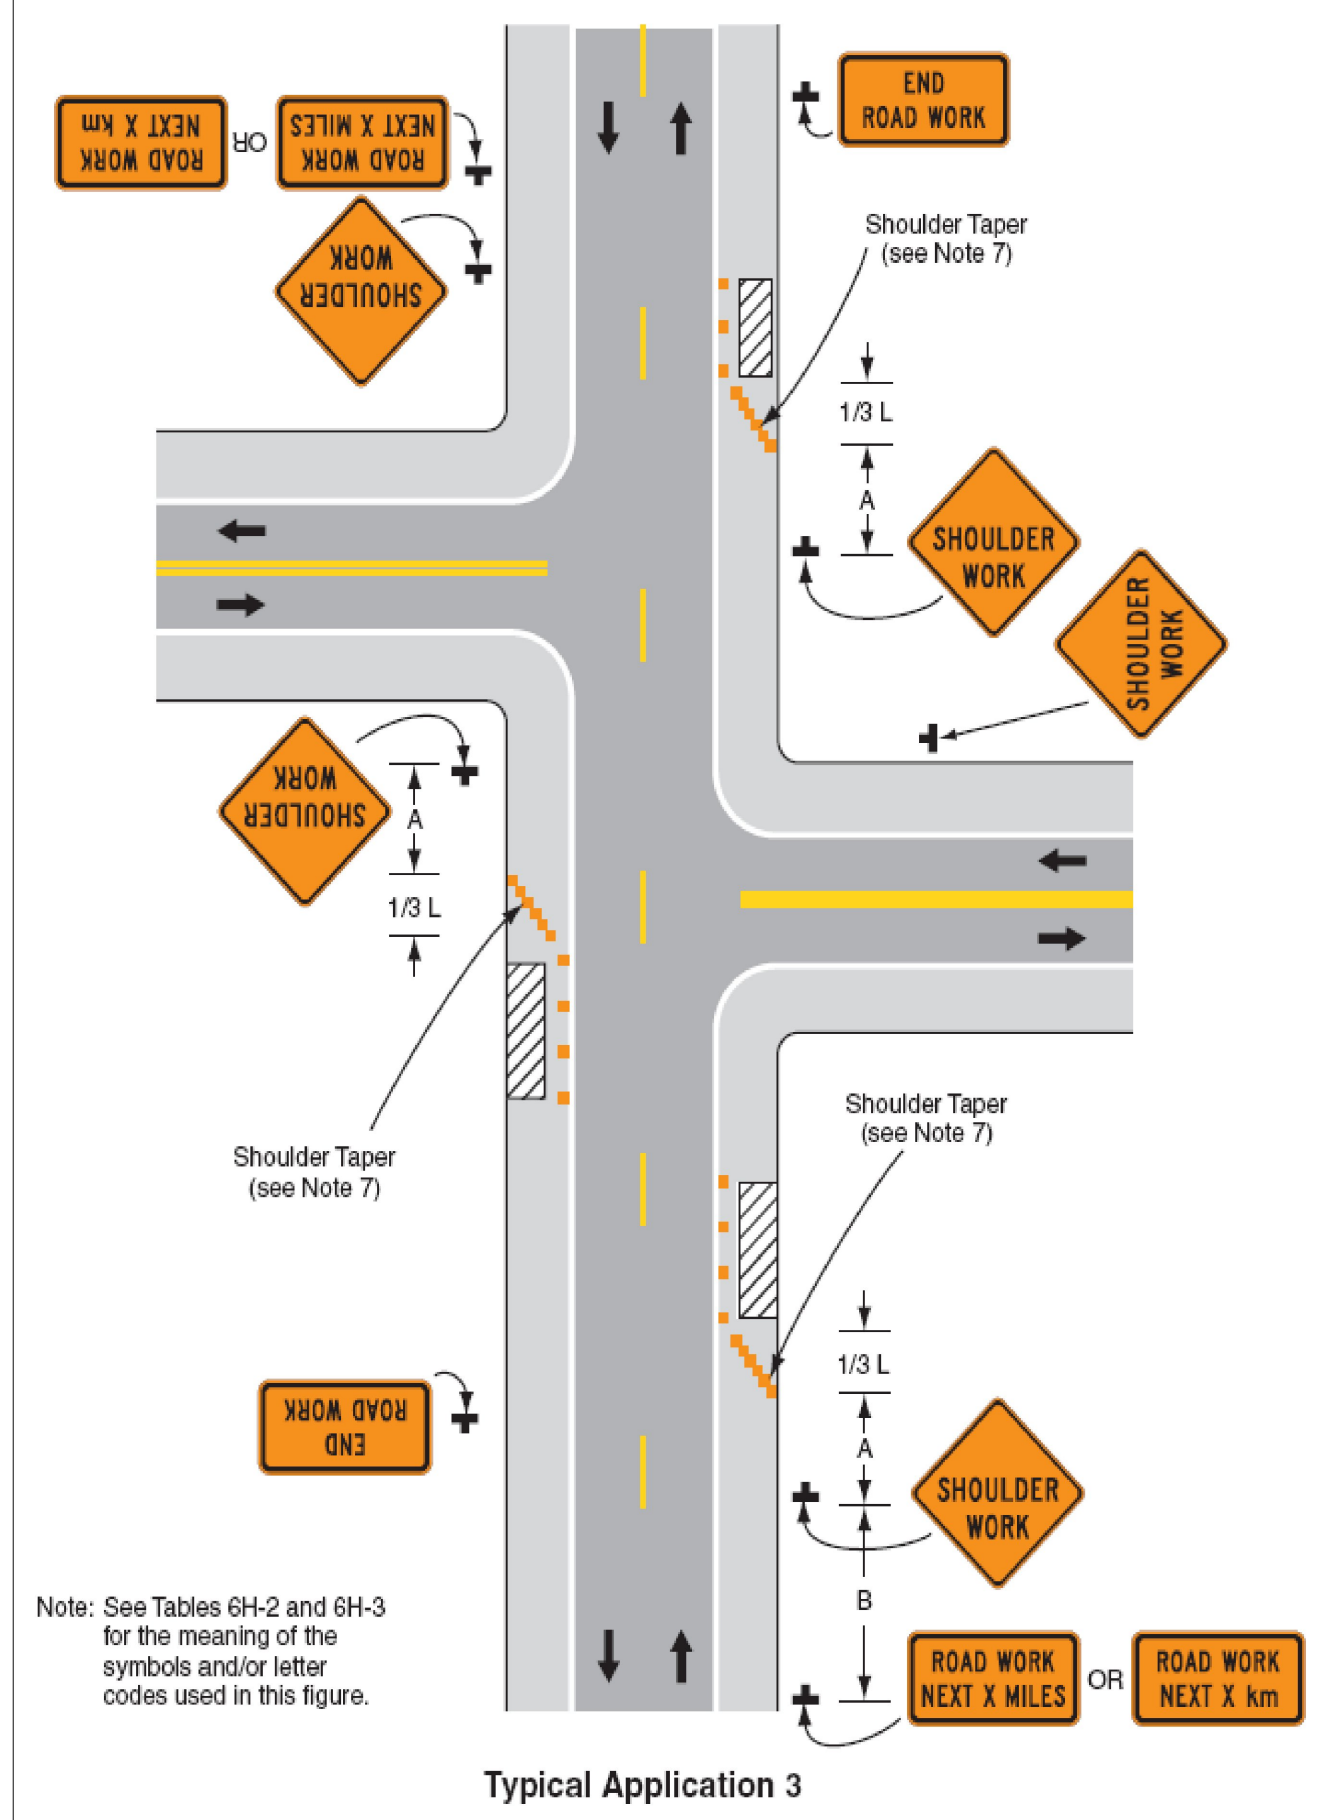 END
ROAD WORK
ROAD WORK
NEXT X km
OR
ROAD WORK
NEXT X MILES
SHOULDER
WORK
Shoulder Taper
(see Note 7)
1/3 L
A
SHOULDER
WORK
SHOULDER
WORK
SHOULDER
WORK
A
1/3 L
Shoulder Taper
(see Note 7)
Shoulder Taper
(see Note 7)
1/3 L
A
SHOULDER
WORK
END
ROAD WORK
B
Note: See Tables 6H-2 and 6H-3
for the meaning of the
symbols and/or letter
codes used in this figure.
ROAD WORK
NEXT X MILES
OR
ROAD WORK
NEXT X km
Typical Application 3